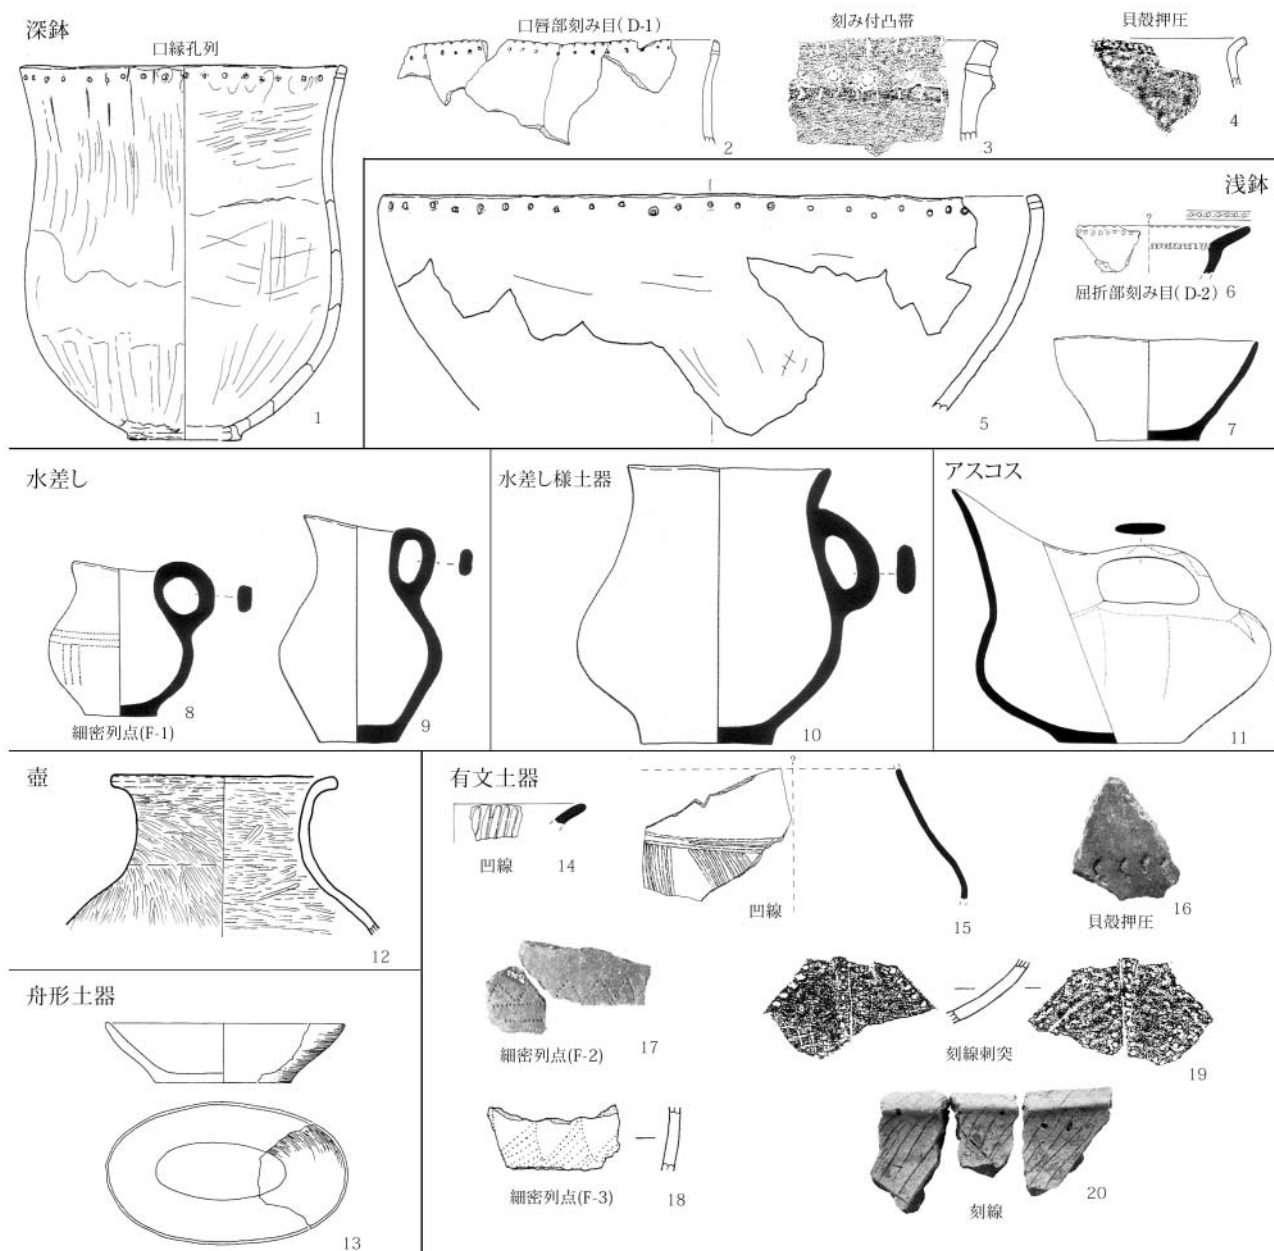 深鉢
口縁孔列
1
口唇部刻み目(D-1)
2
刻み付凸帯
3
貝殻押圧
4
浅鉢
5
?
屈折部刻み目(D-2) 6
7
水差し
8
細密列点(F-1)
9
水差し様土器
10
アスコス
11
壺
12
舟形土器
13
有文土器
凹線
14
?
凹線
15
16
貝殻押圧
細密列点(F-2)
17
細密列点(F-3)
18
刻線刺突
19
刻線
20